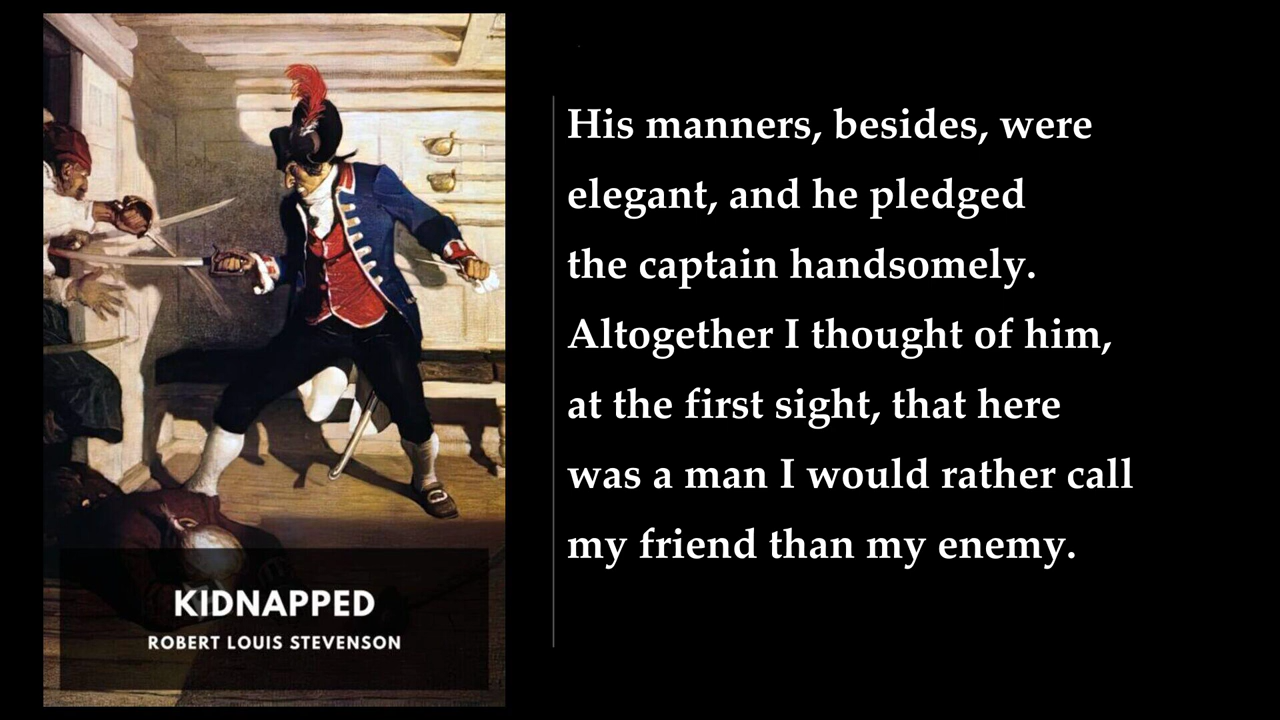 KIDNAPPED
ROBERT LOUIS STEVENSON
His manners, besides, were
elegant, and he pledged
the captain handsomely.
Altogether I thought of him,
at the first sight, that here
was a man I would rather call
my friend than my enemy.